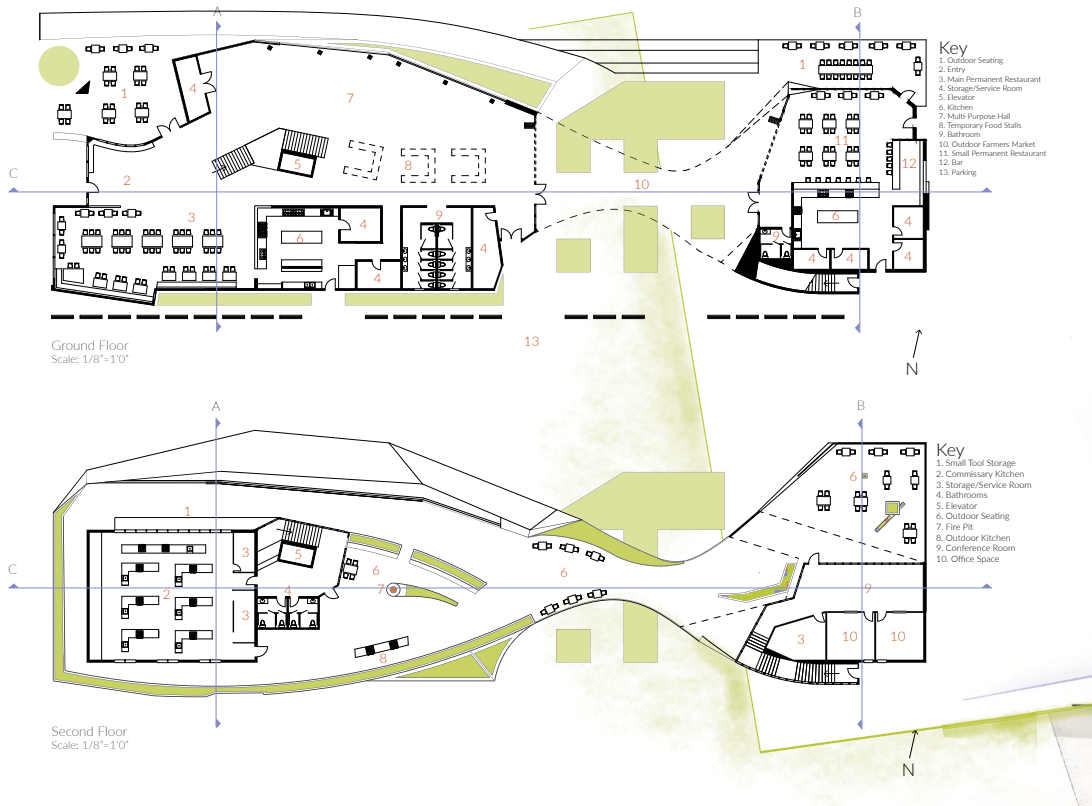 A
B
Key
1. Outdoor Seating
2. Entry
3. Main Permanent Restaurant
4. Storage/Service Room
5. Elevator
6. Kitchen
7. Multi-Purpose Hall
8. Temporary Food Stalls
9. Bathroom
10. Outdoor Farmers Market
11. Small Permanent Restaurant
12. Bar
13. Parking
1
4
7
1
5
8
11
12
C
2
10
3
4
9
6
4
4
6
9
4
4
4
4
13
Ground Floor
Scale: 1/8"=1'0"
N
A
B
Key
1. Small Tool Storage
2. Commissary Kitchen
3. Storage/Service Room
4. Bathrooms
5. Elevator
6. Outdoor Seating
7. Fire Pit
8. Outdoor Kitchen
9. Conference Room
10. Office Space
6
1
3
5
6
6
C
2
4
7
9
3
3
10
10
8
Second Floor
Scale: 1/8"=1'0"
N